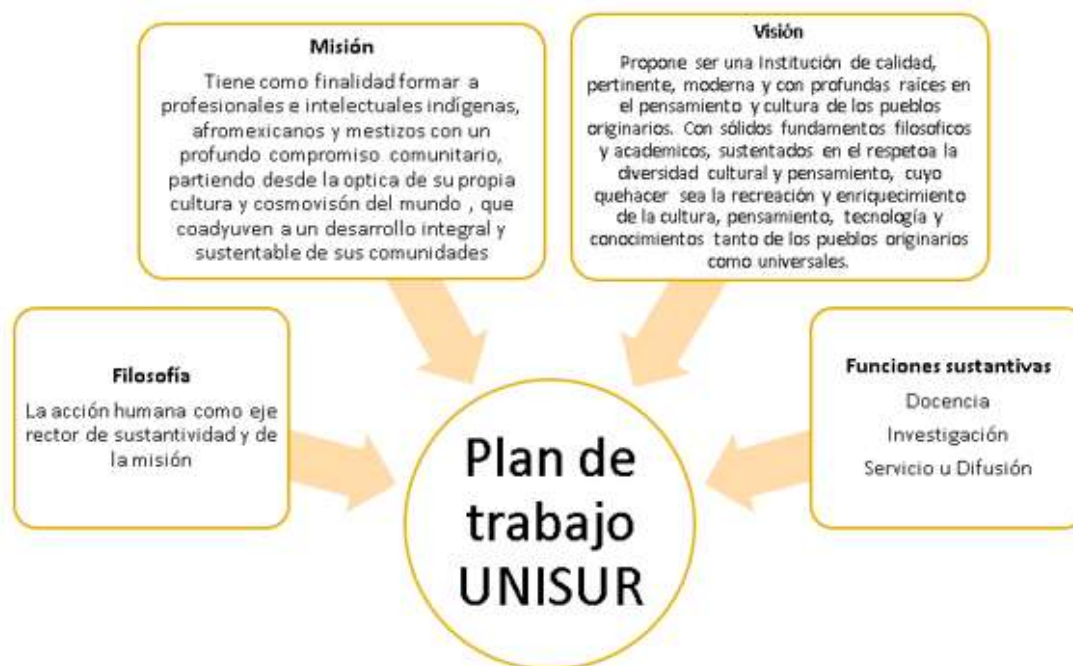 Misión
Tiene como finalidad formar a
profesionales e intelectuales indígenas,
afromexicanos y mestizos con un
profundo compromiso comunitario,
partiendo desde la optica de su propia
cultura y cosmovisón del mundo , que
coadyuven a un desarrollo integral y
sustentable de sus comunidades
Visión
Propone ser una Institución de calidad,
pertinente, moderna y con profundas raíces en
el pensamiento y cultura de los pueblos
originarios. Con sólidos fundamentos filosoficos
y academicos, sustentados en el respetoa la
diversidad cultural y pensamiento, cuyo
quehacer sea la recreación y enriquecimiento
de la cultura, pensamiento, tecnología y
conocimientos tanto de los pueblos originarios
como universales.
Filosofía
La acción humana como eje
rector de sustantividad y de
la misión
Funciones sustantivas
Docencia
Investigación
Servicio u Difusión
Plan de
trabajo
UNISUR